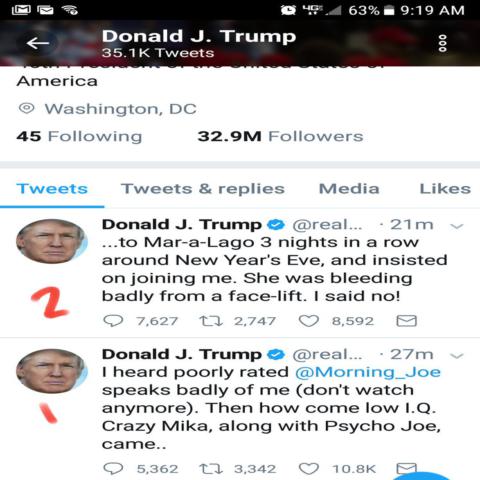 4G 63% 9:19 AM
Donald J. Trump
35.1K Tweets
America
Washington, DC
45 Following 32.9M Followers
Tweets Tweets & replies Media Likes
Donald J. Trump @real... · 21m
...to Mar-a-Lago 3 nights in a row
around New Year's Eve, and insisted
on joining me. She was bleeding
badly from a face-lift. I said no!
2
7,627 2,747 8,592
Donald J. Trump @real... · 27m
I heard poorly rated @Morning_Joe
speaks badly of me (don't watch
anymore). Then how come low I.Q.
Crazy Mika, along with Psycho Joe,
came..
1
5,362 3,342 10.8K